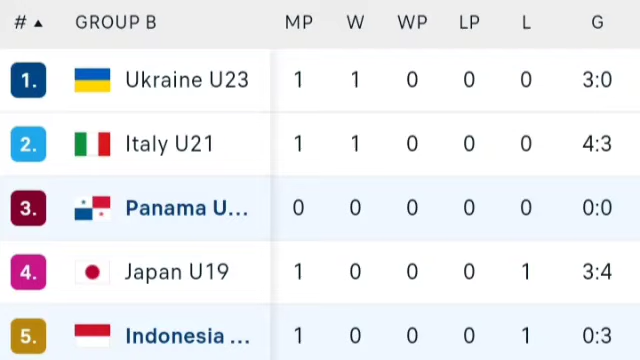 # ▲ GROUP B MP W WP LP L G
1. Ukraine U23 1 1 0 0 0 3:0
2. Italy U21 1 1 0 0 0 4:3
3. Panama U... 0 0 0 0 0 0:0
4. Japan U19 1 0 0 0 1 3:4
5. Indonesia ... 1 0 0 0 1 0:3